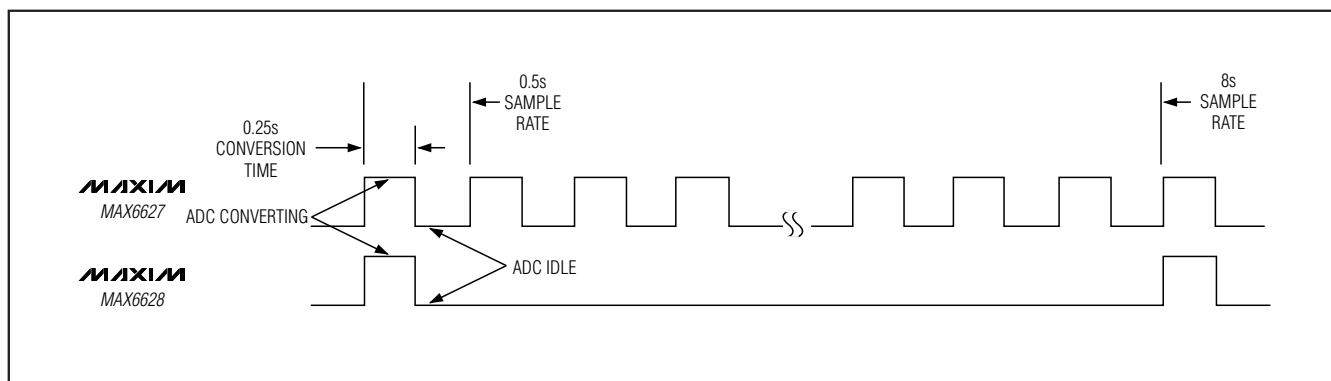 0.5s
SAMPLE
RATE
8s
SAMPLE
RATE
0.25s
CONVERSION
TIME
MAXIM
MAX6627
ADC CONVERTING
ADC IDLE
MAXIM
MAX6628